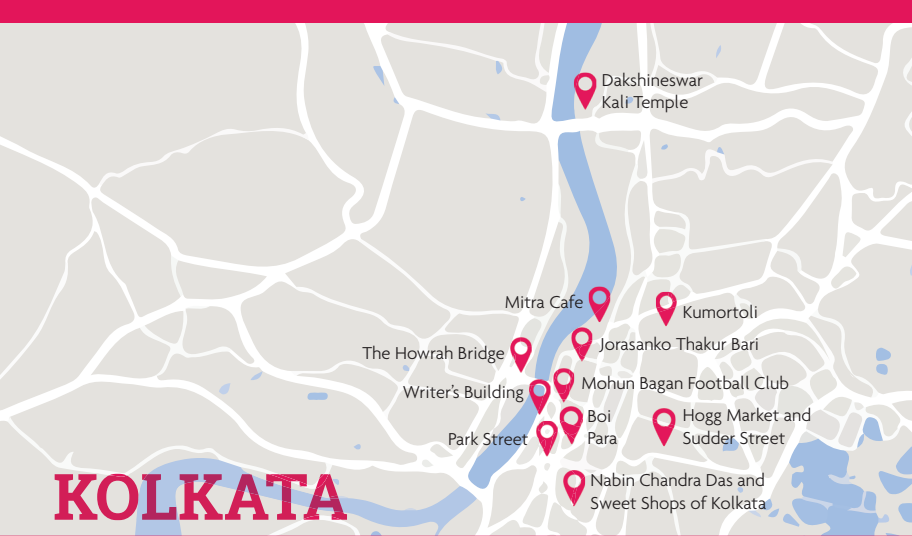 Dakshineswar
Kali Temple
Mitra Cafe
Kumortoli
Jorasanko Thakur Bari
The Howrah Bridge
Mohun Bagan Football Club
Writer's Building
Boi
Para
Hogg Market and
Sudder Street
Park Street
Nabin Chandra Das and
Sweet Shops of Kolkata
KOLKATA